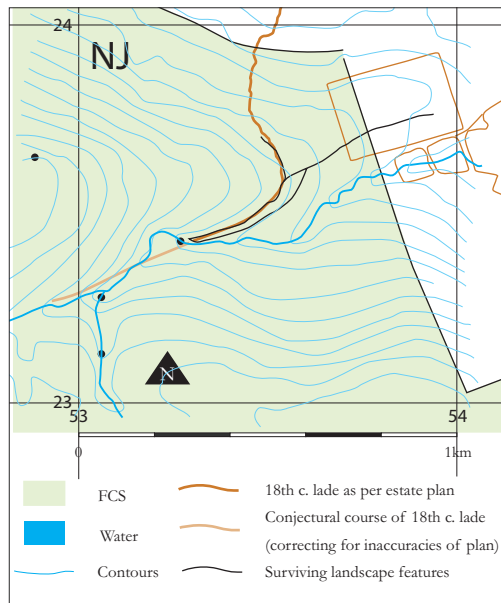 24
NJ
N
23
53
54
0
1km
FCS
18th c. lade as per estate plan
Water
Conjectural course of 18th c. lade
(correcting for inaccuracies of plan)
Contours
Surviving landscape features